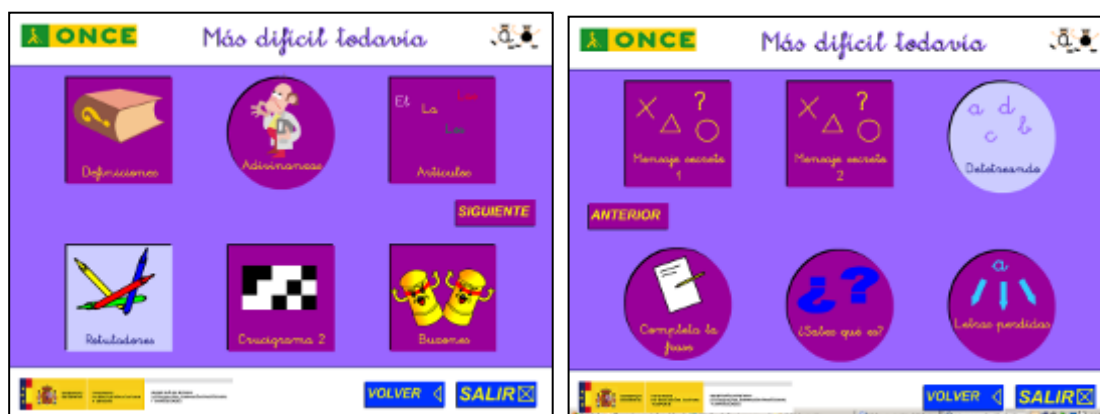 ONCE
Más difícil todavía
Definiciones
Adivinanzas
El
La
Los
Las
Artículos
SIGUIENTE
Rotuladores
Crucigrama 2
Buzones
VOLVER
SALIR
ONCE
Más difícil todavía
Mensaje secreto
1
Mensaje secreto
2
a d
c b
Deletreando
ANTERIOR
Completa la
frase
¿Sabes qué es?
a
Letras perdidas
VOLVER
SALIR